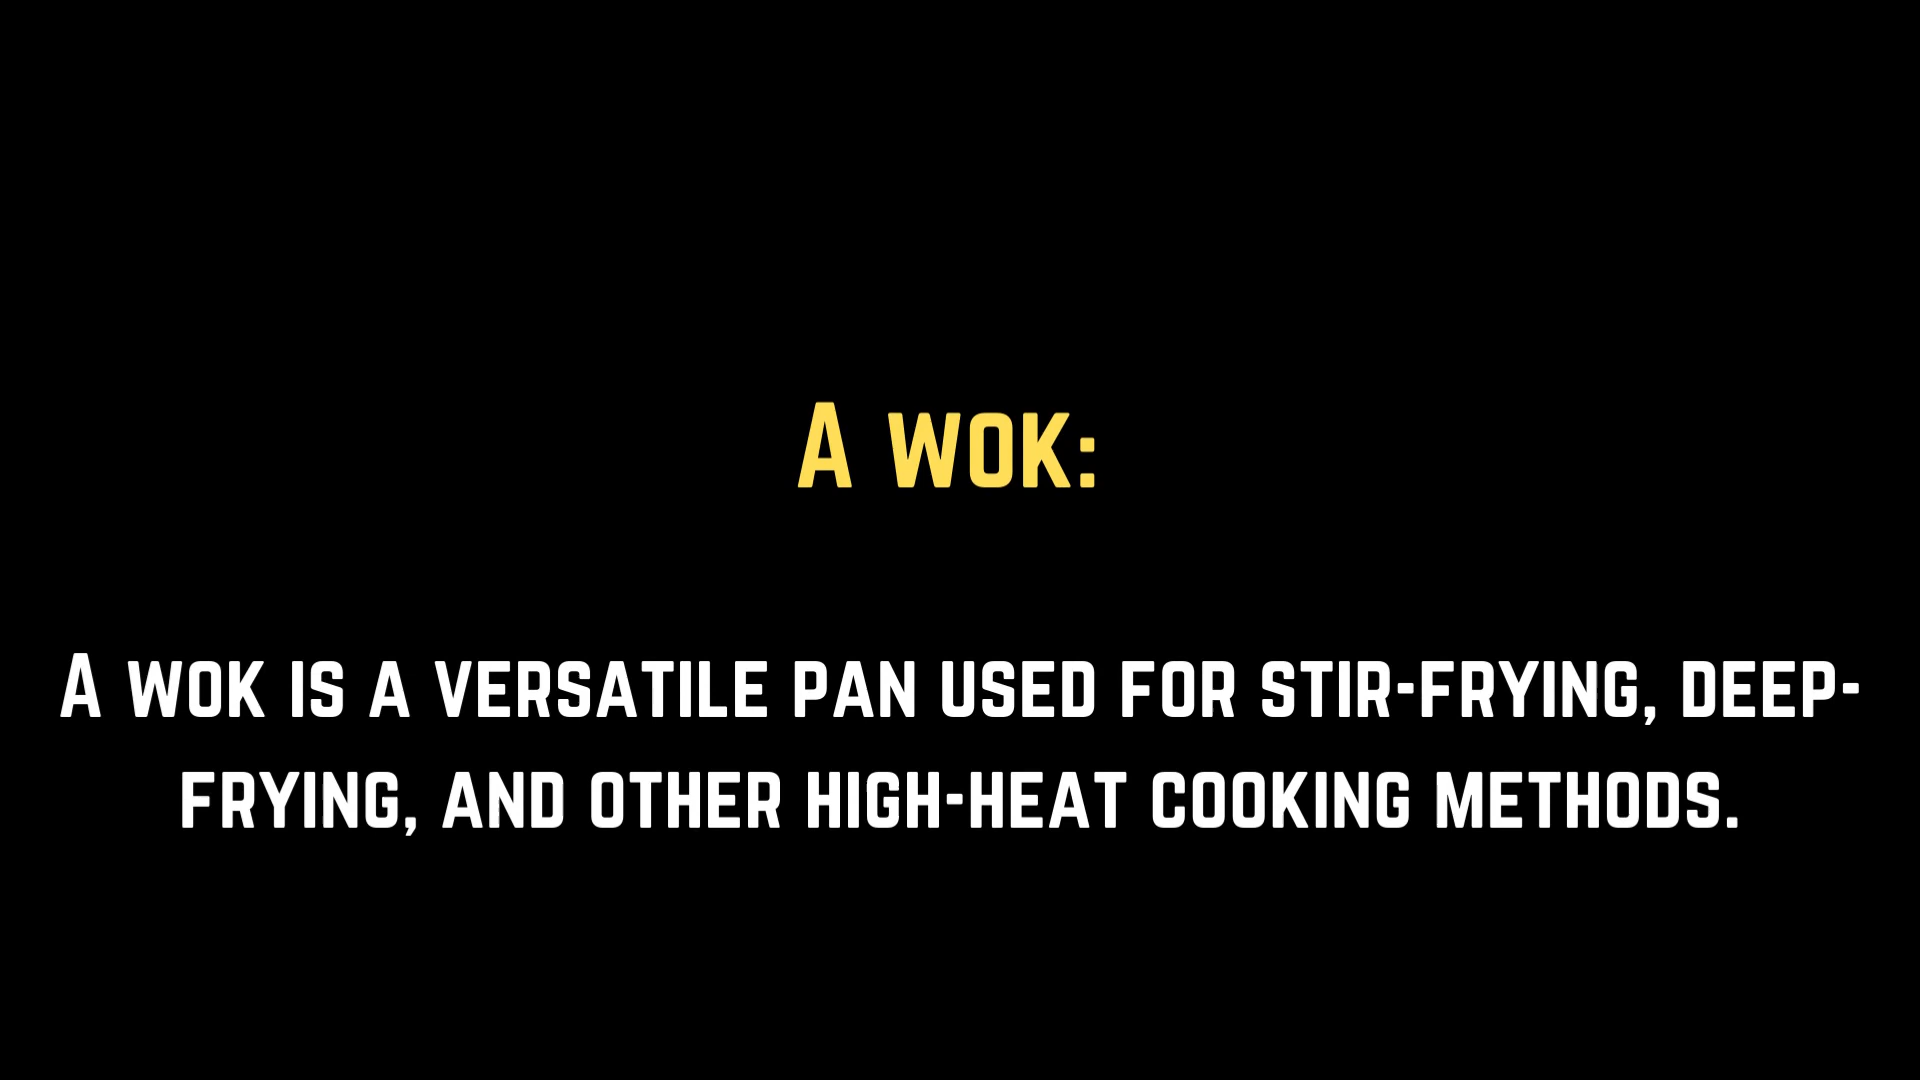 A wok:
A wok is a versatile pan used for stir-frying, deep-
frying, and other high-heat cooking methods.